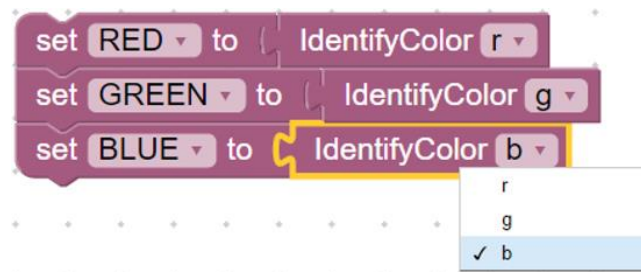 set RED to IdentifyColor r
set GREEN to IdentifyColor g
set BLUE to IdentifyColor b
r
g
✓ b